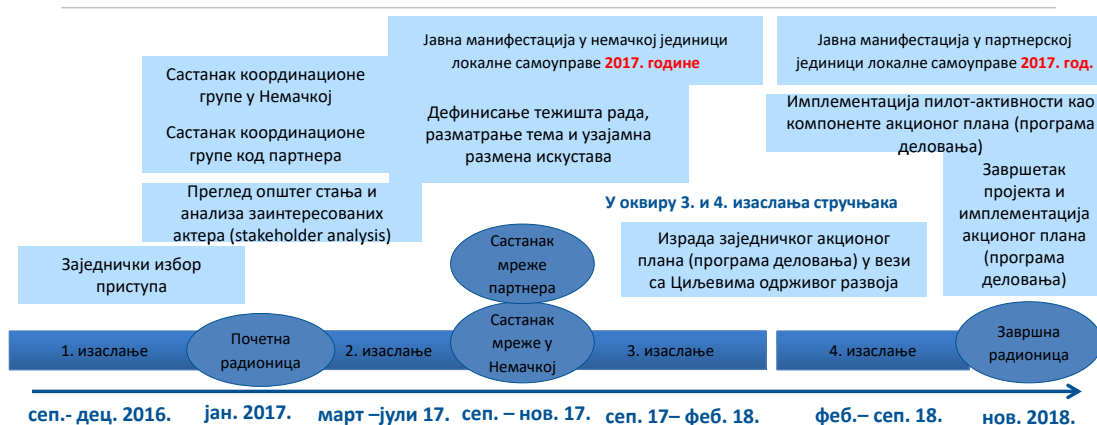 Јавна манифестација у немачкој јединици
локалне самоуправе 2017. године
Јавна манифестација у партнерској
јединици локалне самоуправе 2017. год.
Састанак координационе
групе у Немачкој
Састанак координационе
групе код партнера
Дефинисање тежишта рада,
разматрање тема и узајамна
размена искустава
Имплементација пилот-активности као
компоненте акционог плана (програма
деловања)
Преглед општег стања и
анализа заинтересованих
актера (stakeholder analysis)
У оквиру 3. и 4. изаслања стручњака
Завршетак
пројекта и
имплементација
акционог плана
(програма
деловања)
Заједнички избор
приступа
Састанак
мреже
партнера
Израда заједничког акционог
плана (програма деловања) у вези
са Циљевима одрживог развоја
1. изаслање
Почетна
радионица
2. изаслање
Састанак
мреже у
Немачкој
3. изаслање
4. изаслање
Завршна
радионица
сеп.- дец. 2016.
јан. 2017.
март –јули 17.
сеп. – нов. 17.
сеп. 17– феб. 18.
феб.– сеп. 18.
нов. 2018.